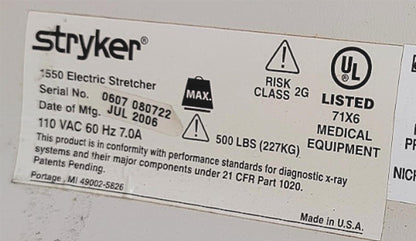 stryker®
1550 Electric Stretcher
Serial No. 0607 080722
Date of Mfg. JUL 2006
110 VAC 60 Hz 7.0A
MAX.
500 LBS (227KG)
RISK
CLASS 2G
UL
LISTED
71X6
MEDICAL
EQUIPMENT
This product is in conformity with performance standards for diagnostic x-ray
systems and their major components under 21 CFR Part 1020.
Patents Pending.
Portage, MI 49002-5826
Made in U.S.A.
NICK